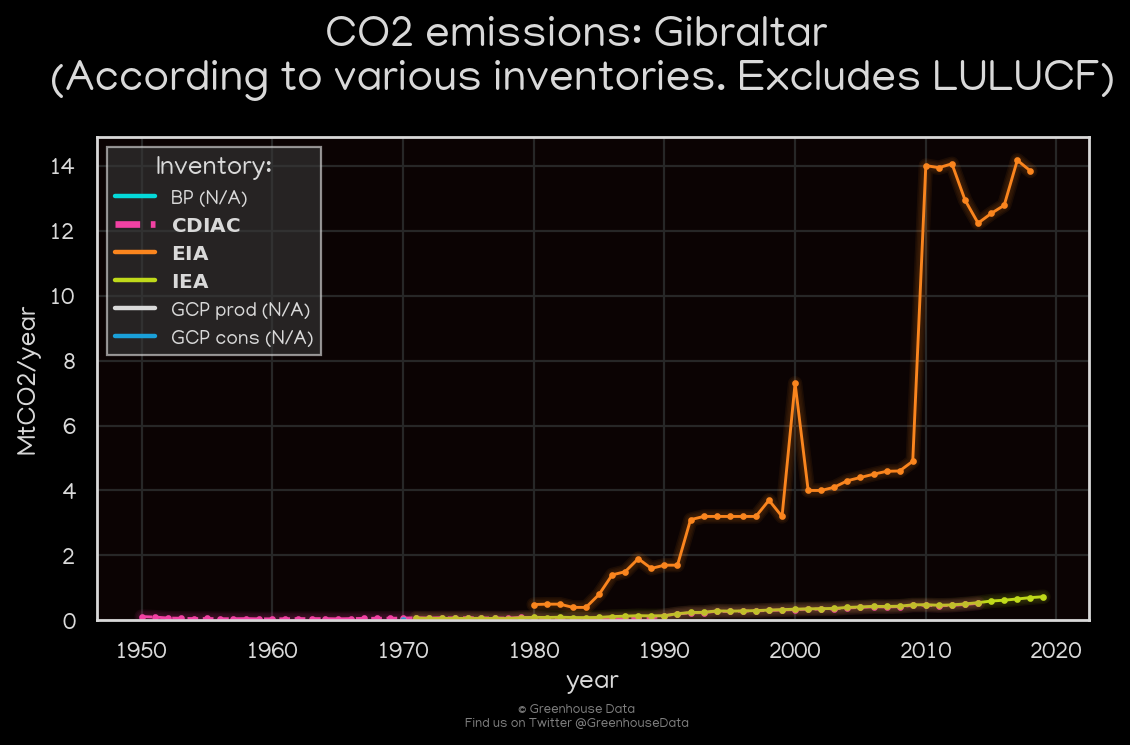 CO2 emissions: Gibraltar
(According to various inventories. Excludes LULUCF)
Inventory:
BP (N/A)
CDIAC
EIA
IEA
GCP prod (N/A)
GCP cons (N/A)
MtCO2/year
14
12
10
8
6
4
2
0
1950 1960 1970 1980 1990 2000 2010 2020
year
© Greenhouse Data
Find us on Twitter @GreenhouseData